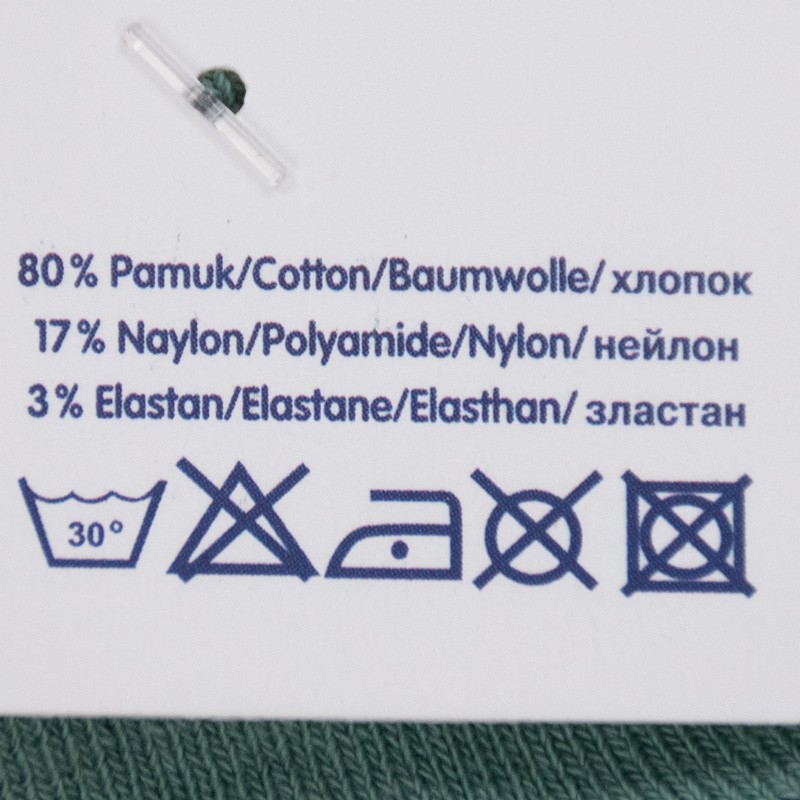 80% Pamuk/Cotton/Baumwolle/хлопок
17% Naylon/Polyamide/Nylon/нейлон
3% Elastan/Elastane/Elasthan/зластан
30°